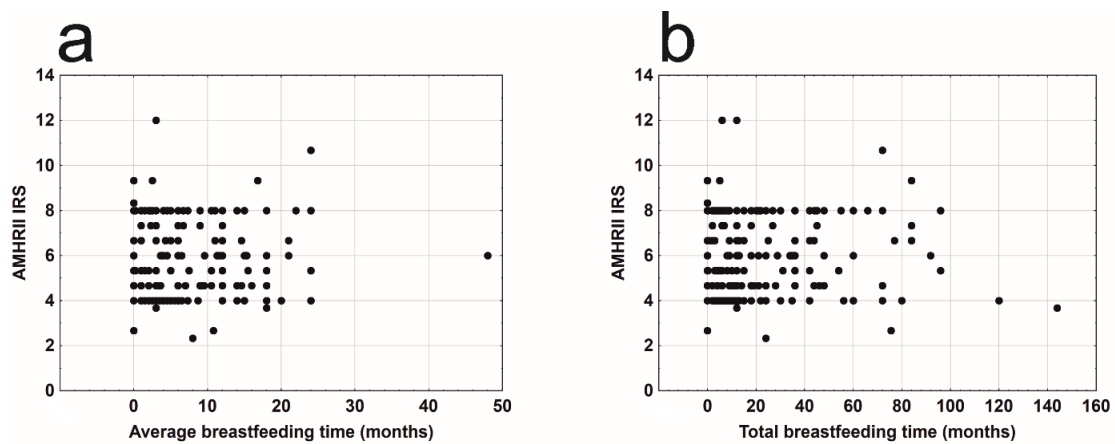 a
14
12
10
8
6
4
2
0
AMHRII IRS
0 10 20 30 40 50
Average breastfeeding time (months)
b
14
12
10
8
6
4
2
0
AMHRII IRS
0 20 40 60 80 100 120 140 160
Total breastfeeding time (months)